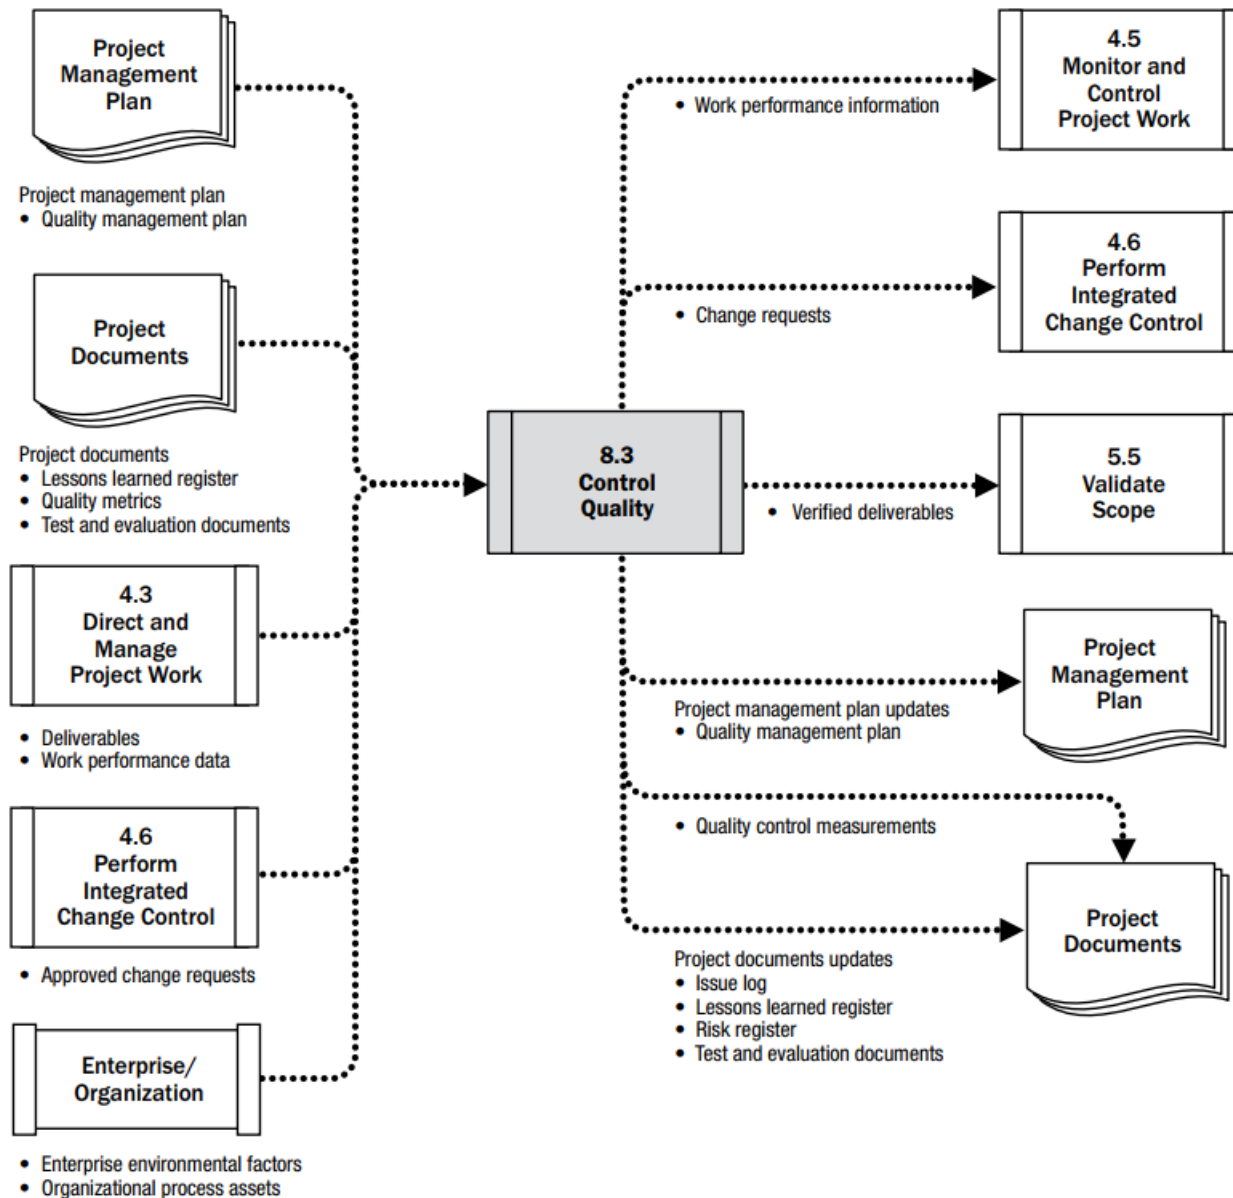 Project
Management
Plan
Project management plan
• Quality management plan
Project
Documents
Project documents
• Lessons learned register
• Quality metrics
• Test and evaluation documents
4.3
Direct and
Manage
Project Work
• Deliverables
• Work performance data
4.6
Perform
Integrated
Change Control
• Approved change requests
Enterprise/
Organization
• Enterprise environmental factors
• Organizational process assets
8.3
Control
Quality
• Work performance information
4.5
Monitor and
Control
Project Work
• Change requests
4.6
Perform
Integrated
Change Control
• Verified deliverables
5.5
Validate
Scope
Project management plan updates
• Quality management plan
Project
Management
Plan
• Quality control measurements
Project documents updates
• Issue log
• Lessons learned register
• Risk register
• Test and evaluation documents
Project
Documents